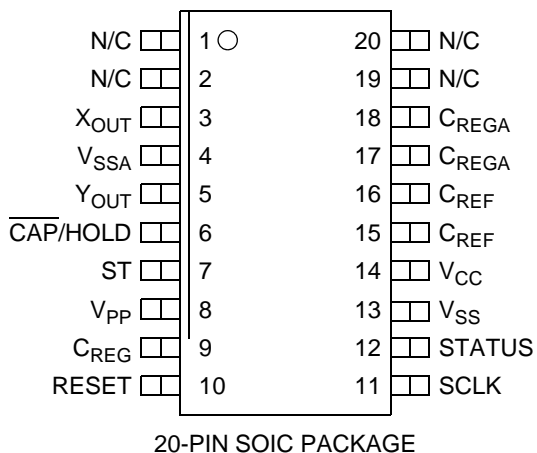 N/C 1 20 N/C
N/C 2 19 N/C
XOUT 3 18 CREGA
VSSA 4 17 CREGA
YOUT 5 16 CREF
CAP/HOLD 6 15 CREF
ST 7 14 VCC
VPP 8 13 VSS
CREG 9 12 STATUS
RESET 10 11 SCLK
20-PIN SOIC PACKAGE